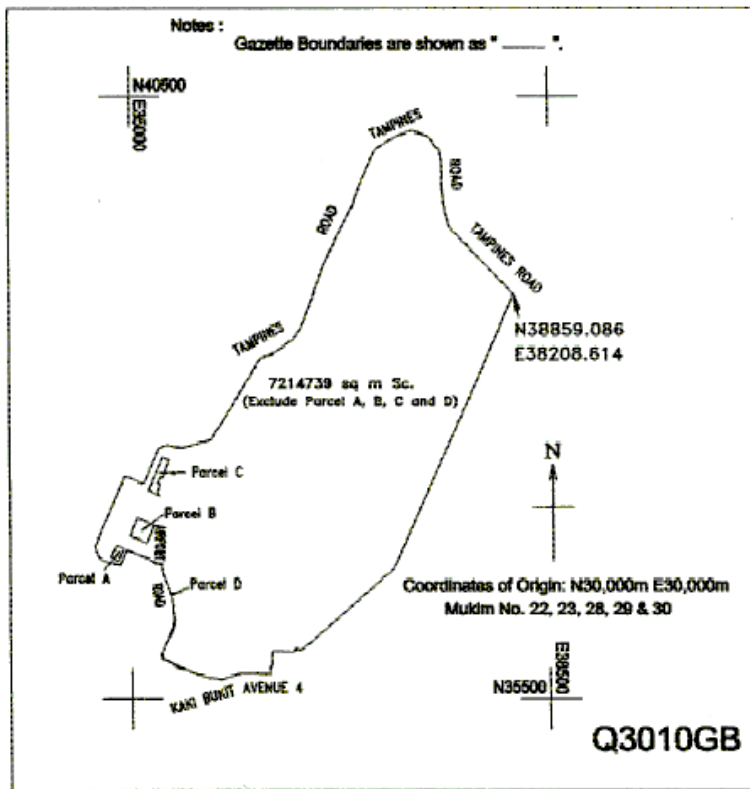 Notes :
Gazette Boundaries are shown as " ——— ".
N40500
E35000
TAMPINES
ROAD
ROAD
TAMPINES ROAD
TAMPINES
N38859.086
E38208.614
7214739 sq m Sc.
(Exclude Parcel A, B, C and D)
N
Parcel C
Parcel B
AIRPORT
Parcel A
Parcel D
ROAD
Coordinates of Origin: N30,000m E30,000m
Mukim No. 22, 23, 28, 29 & 30
KAKI BUKIT AVENUE 4
N35500
E38500
Q3010GB